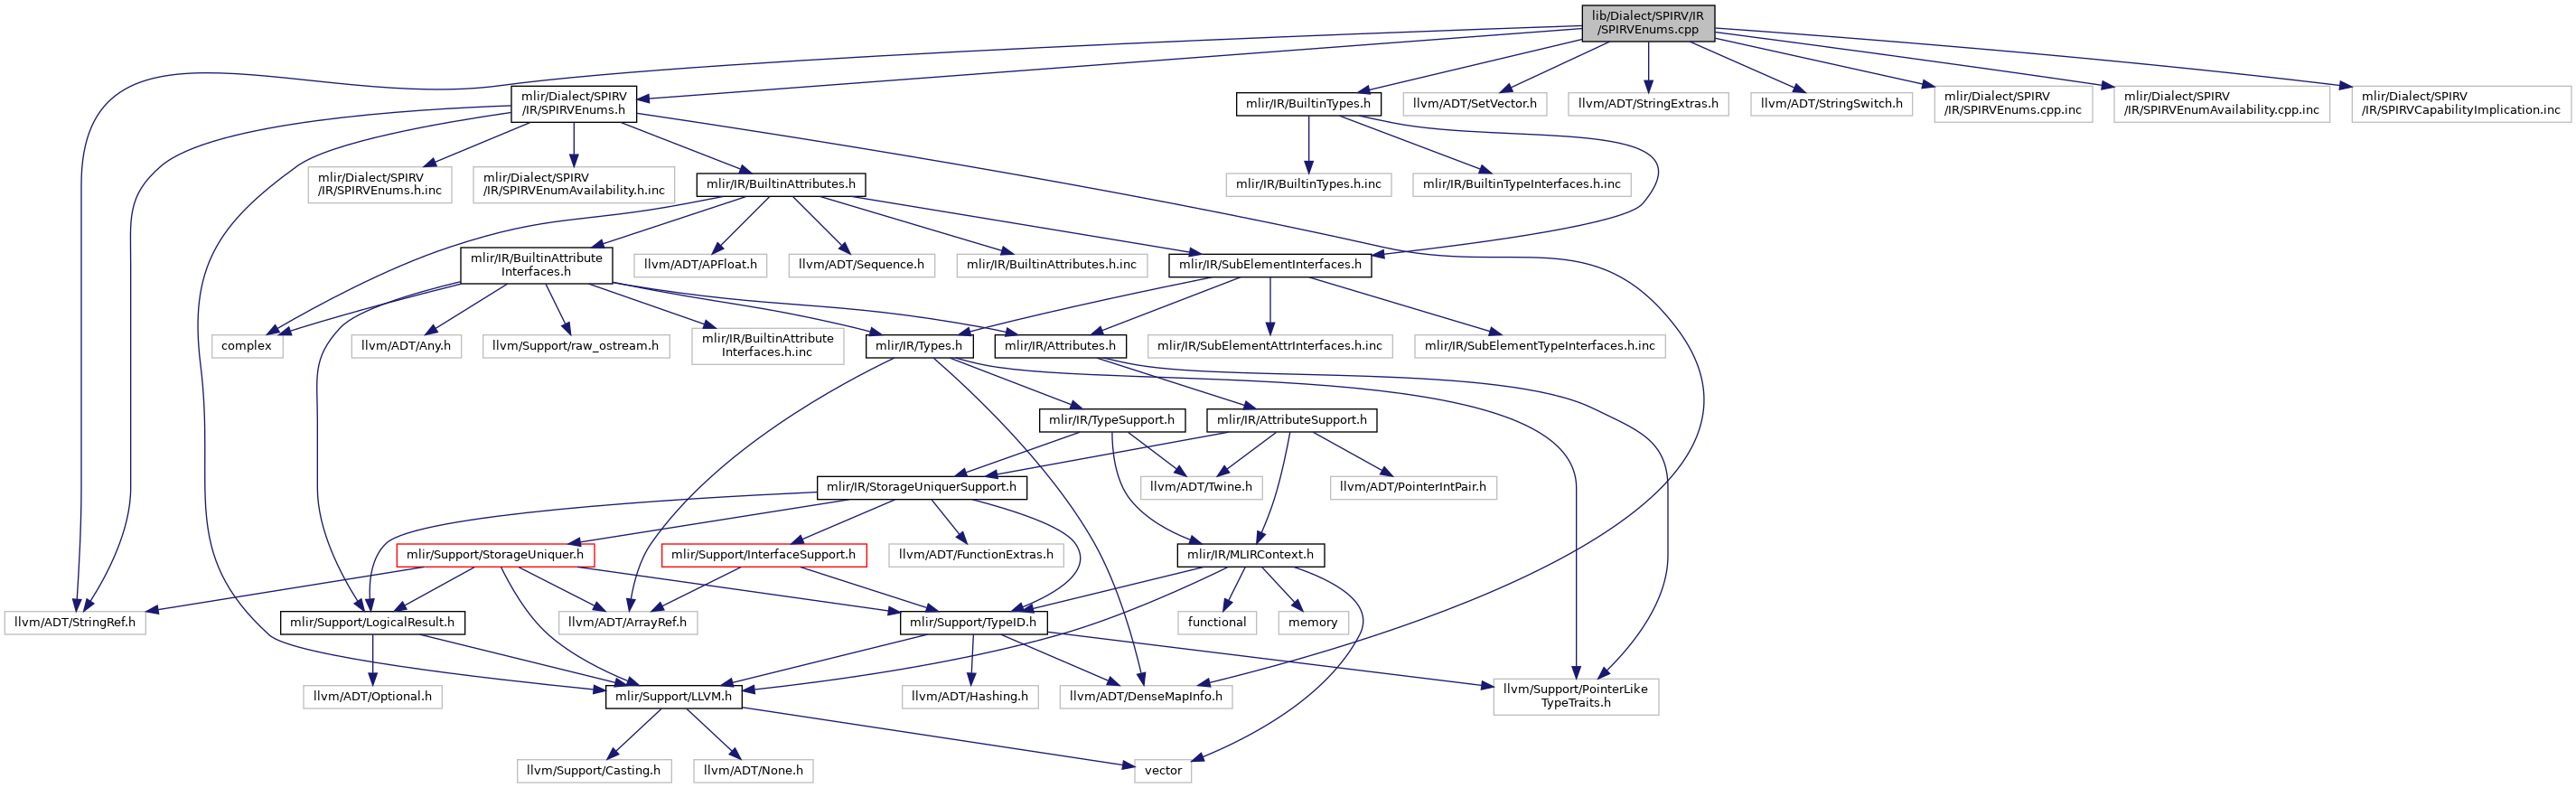 lib/Dialect/SPIRV/IR
/SPIRVEnums.cpp
mlir/Dialect/SPIRV
/IR/SPIRVEnums.h
mlir/IR/BuiltinTypes.h
llvm/ADT/SetVector.h
llvm/ADT/StringExtras.h
llvm/ADT/StringSwitch.h
mlir/Dialect/SPIRV
/IR/SPIRVEnums.cpp.inc
mlir/Dialect/SPIRV
/IR/SPIRVEnumAvailability.cpp.inc
mlir/Dialect/SPIRV
/IR/SPIRVCapabilityImplication.inc
mlir/Dialect/SPIRV
/IR/SPIRVEnums.h.inc
mlir/Dialect/SPIRV
/IR/SPIRVEnumAvailability.h.inc
mlir/IR/BuiltinAttributes.h
mlir/IR/BuiltinTypes.h.inc
mlir/IR/BuiltinTypeInterfaces.h.inc
mlir/IR/BuiltinAttribute
Interfaces.h
llvm/ADT/APFloat.h
llvm/ADT/Sequence.h
mlir/IR/BuiltinAttributes.h.inc
mlir/IR/SubElementInterfaces.h
complex
llvm/ADT/Any.h
llvm/Support/raw_ostream.h
mlir/IR/BuiltinAttribute
Interfaces.h.inc
mlir/IR/Types.h
mlir/IR/Attributes.h
mlir/IR/SubElementAttrInterfaces.h.inc
mlir/IR/SubElementTypeInterfaces.h.inc
mlir/IR/TypeSupport.h
mlir/IR/AttributeSupport.h
mlir/IR/StorageUniquerSupport.h
llvm/ADT/Twine.h
llvm/ADT/PointerIntPair.h
mlir/Support/StorageUniquer.h
mlir/Support/InterfaceSupport.h
llvm/ADT/FunctionExtras.h
mlir/IR/MLIRContext.h
llvm/ADT/StringRef.h
mlir/Support/LogicalResult.h
llvm/ADT/ArrayRef.h
mlir/Support/TypeID.h
functional
memory
llvm/ADT/Optional.h
mlir/Support/LLVM.h
llvm/ADT/Hashing.h
llvm/ADT/DenseMapInfo.h
llvm/Support/PointerLike
TypeTraits.h
llvm/Support/Casting.h
llvm/ADT/None.h
vector